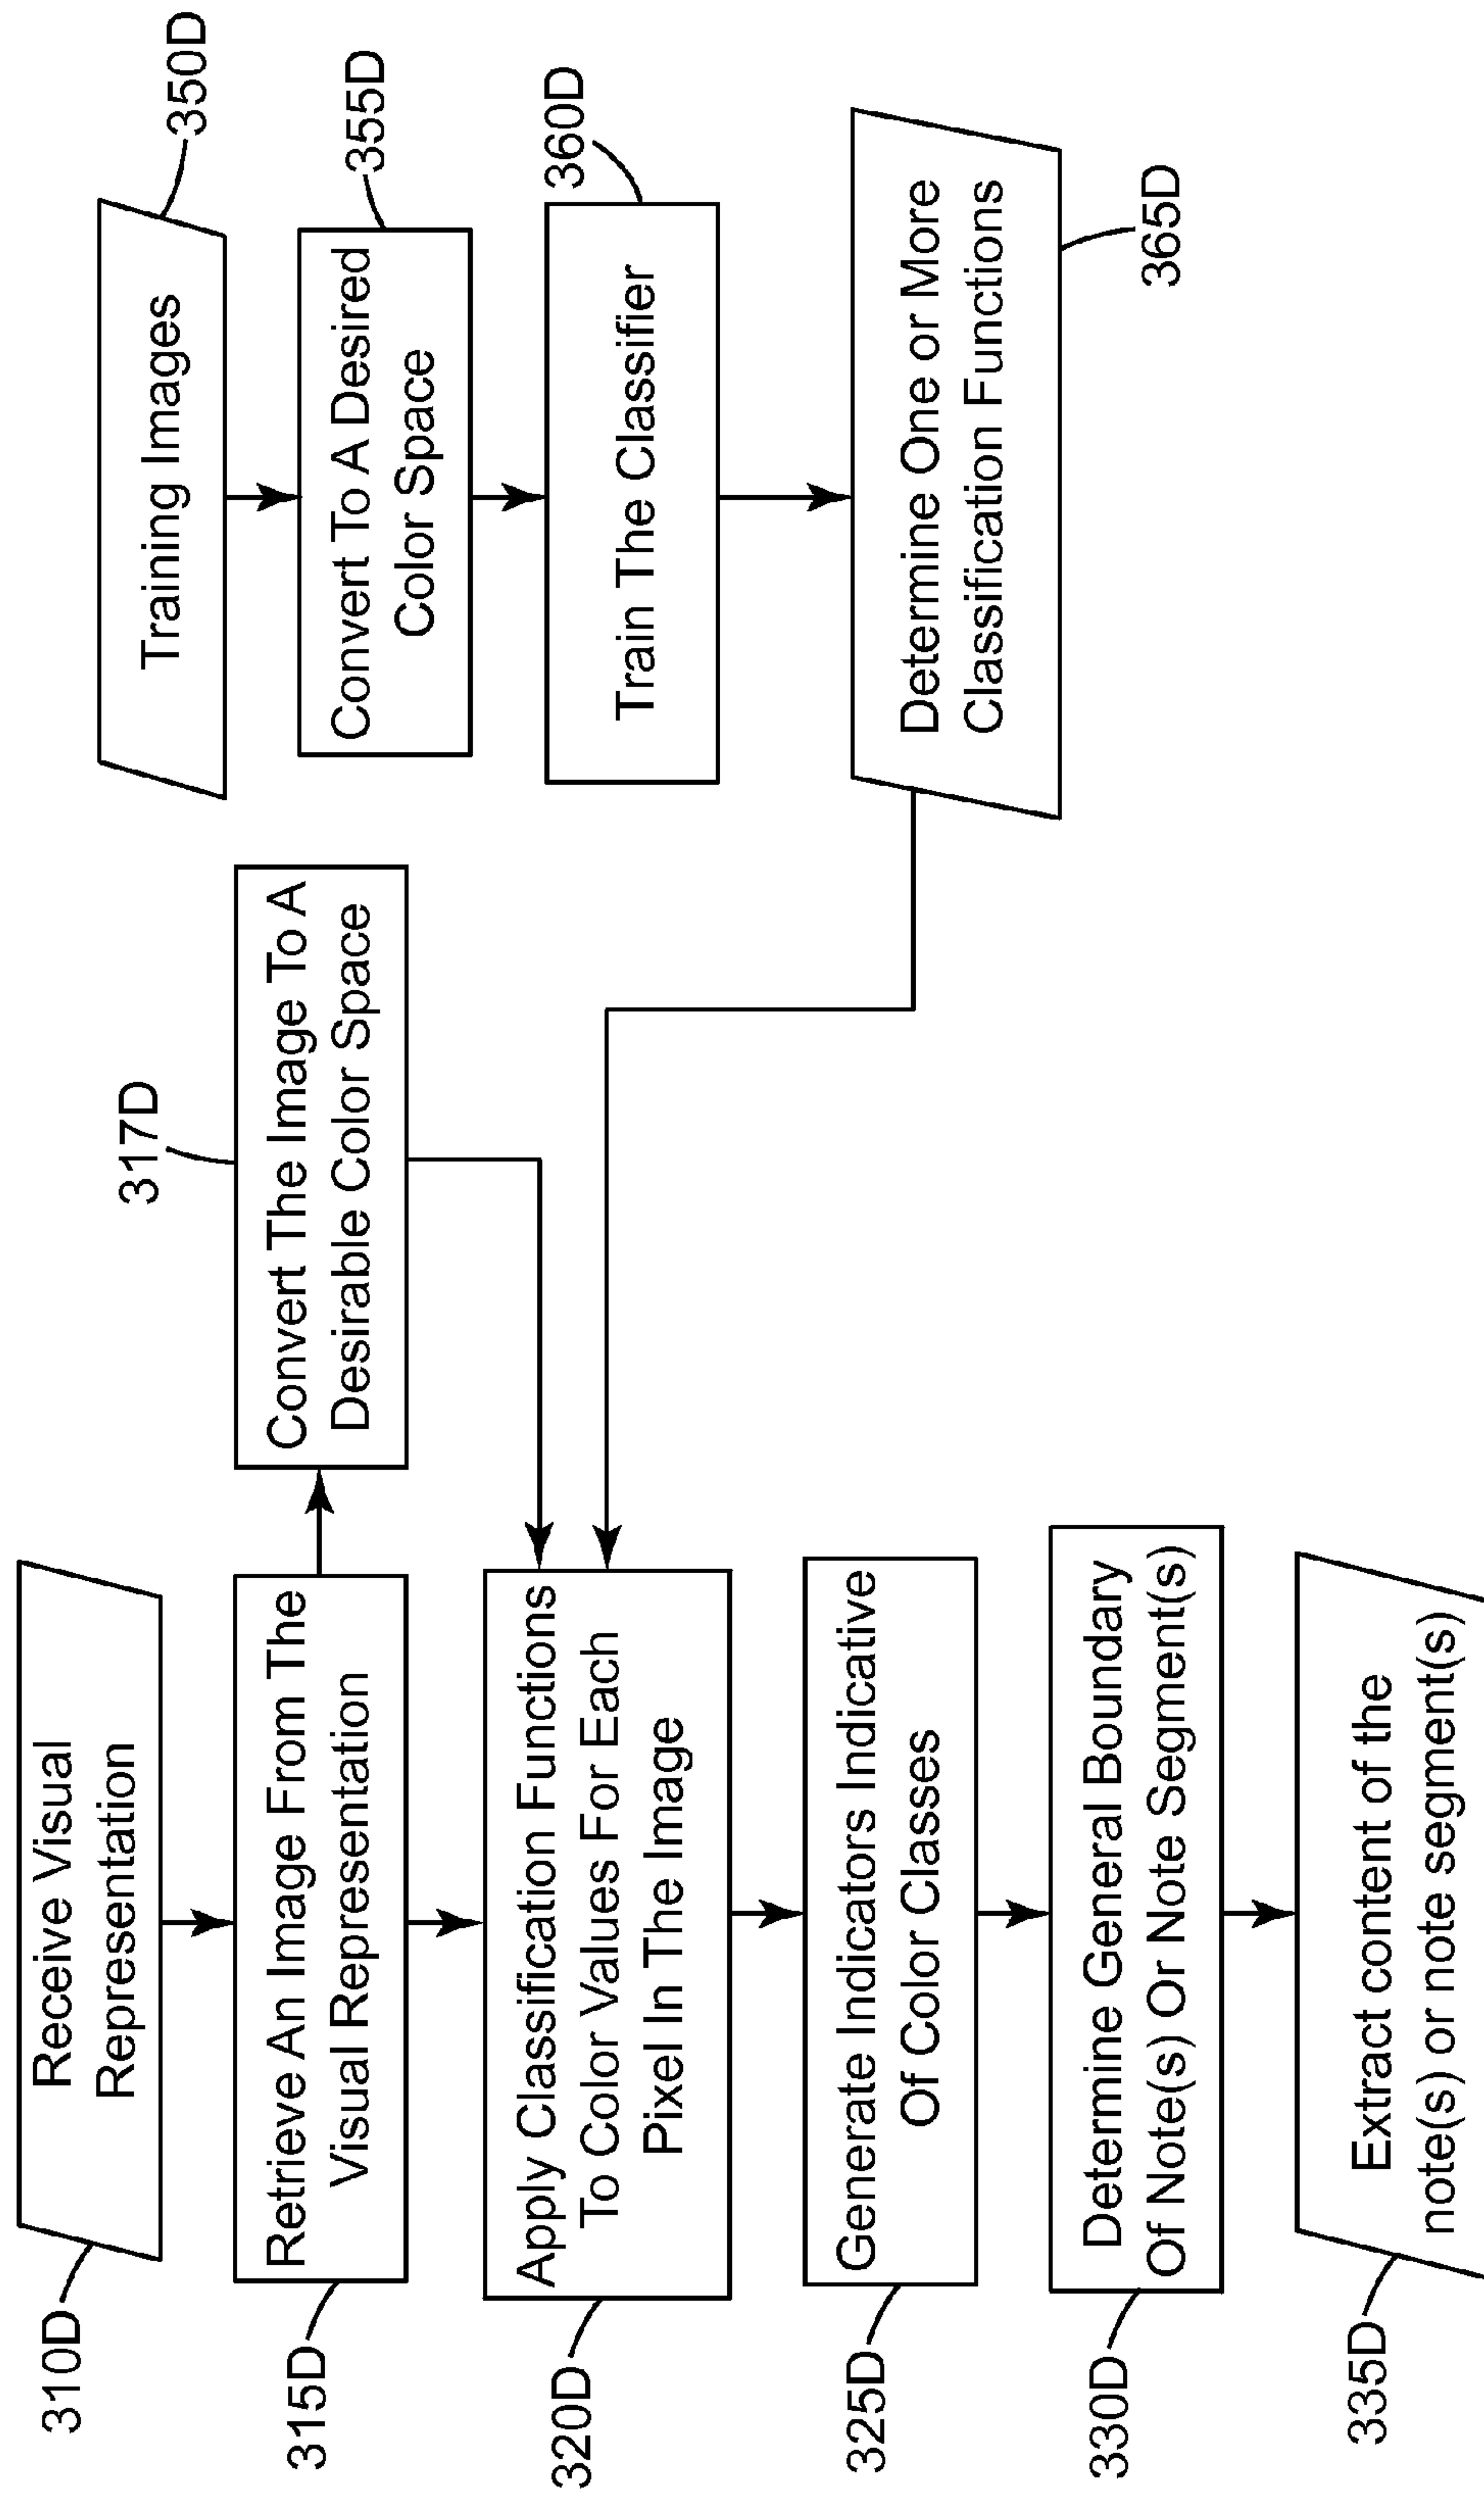 310D
Receive Visual
Representation
315D
Retrieve An Image From The
Visual Representation
317D
Convert The Image To A
Desirable Color Space
320D
Apply Classification Functions
To Color Values For Each
Pixel In The Image
325D
Generate Indicators Indicative
Of Color Classes
330D
Determine General Boundary
Of Note(s) Or Note Segment(s)
335D
Extract content of the
note(s) or note segment(s)
Training Images
350D
Convert To A Desired
Color Space
355D
Train The Classifier
360D
Determine One or More
Classification Functions
365D